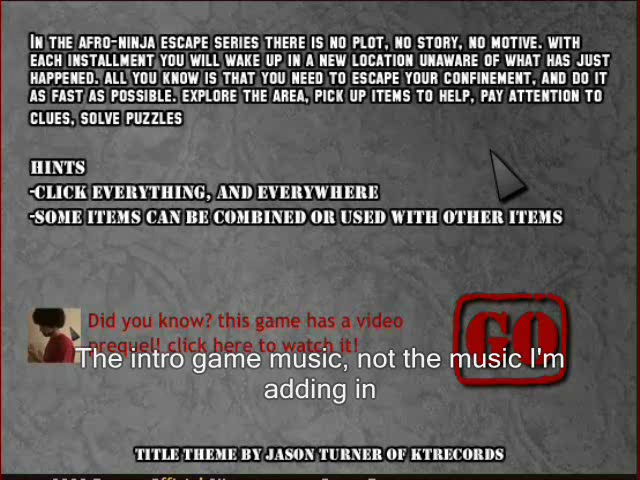 IN THE AFRO-NINJA ESCAPE SERIES THERE IS NO PLOT, NO STORY, NO MOTIVE. WITH
EACH INSTALLMENT YOU WILL WAKE UP IN A NEW LOCATION UNAWARE OF WHAT HAS JUST
HAPPENED. ALL YOU KNOW IS THAT YOU NEED TO ESCAPE YOUR CONFINEMENT, AND DO IT
AS FAST AS POSSIBLE. EXPLORE THE AREA, PICK UP ITEMS TO HELP, PAY ATTENTION TO
CLUES, SOLVE PUZZLES
HINTS
-CLICK EVERYTHING, AND EVERYWHERE
-SOME ITEMS CAN BE COMBINED OR USED WITH OTHER ITEMS
Did you know? this game has a video
prequel! click here to watch it!
GO
The intro game music, not the music I'm
adding in
TITLE THEME BY JASON TURNER OF KTRECORDS